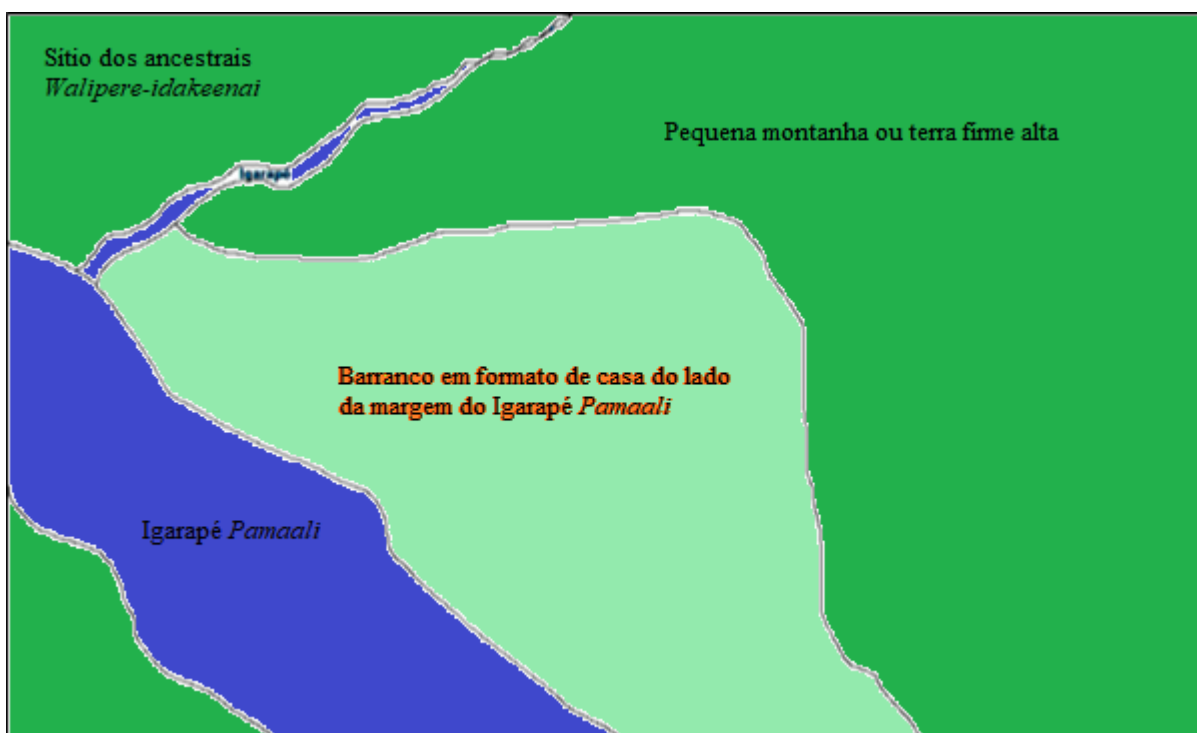 Sítio dos ancestrais
Walipere-idakeenai
Pequena montanha ou terra firme alta
Igarapé
Barranco em formato de casa do lado
da margem do Igarapé Pamaali
Igarapé Pamaali